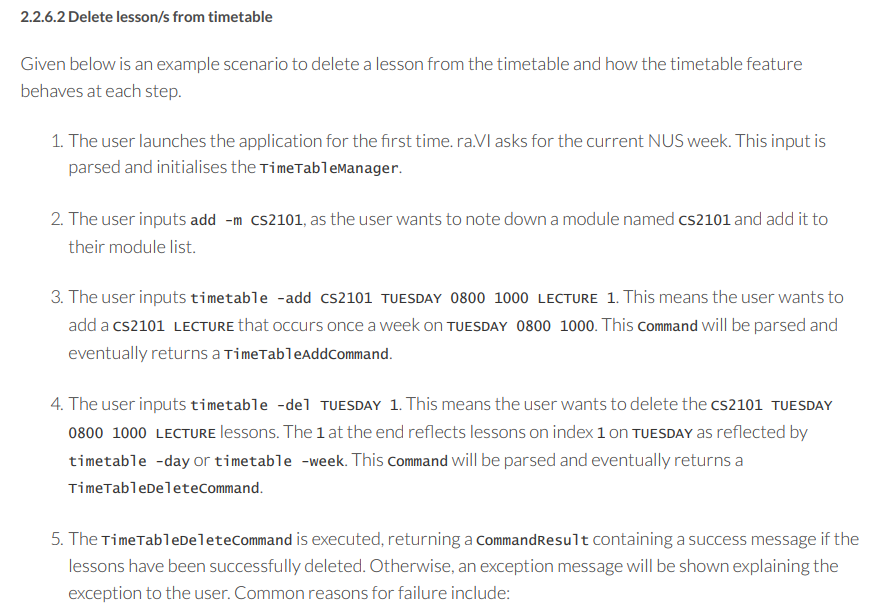 2.2.6.2 Delete lesson/s from timetable
Given below is an example scenario to delete a lesson from the timetable and how the timetable feature
behaves at each step.
1. The user launches the application for the first time. ra.VI asks for the current NUS week. This input is
parsed and initialises the TimeTableManager.
2. The user inputs add -m CS2101, as the user wants to note down a module named CS2101 and add it to
their module list.
3. The user inputs timetable -add CS2101 TUESDAY 0800 1000 LECTURE 1. This means the user wants to
add a CS2101 LECTURE that occurs once a week on TUESDAY 0800 1000. This Command will be parsed and
eventually returns a TimeTableAddCommand.
4. The user inputs timetable -del TUESDAY 1. This means the user wants to delete the CS2101 TUESDAY
0800 1000 LECTURE lessons. The 1 at the end reflects lessons on index 1 on TUESDAY as reflected by
timetable -day or timetable -week. This Command will be parsed and eventually returns a
TimeTableDeleteCommand.
5. The TimeTableDeleteCommand is executed, returning a CommandResult containing a success message if the
lessons have been successfully deleted. Otherwise, an exception message will be shown explaining the
exception to the user. Common reasons for failure include: